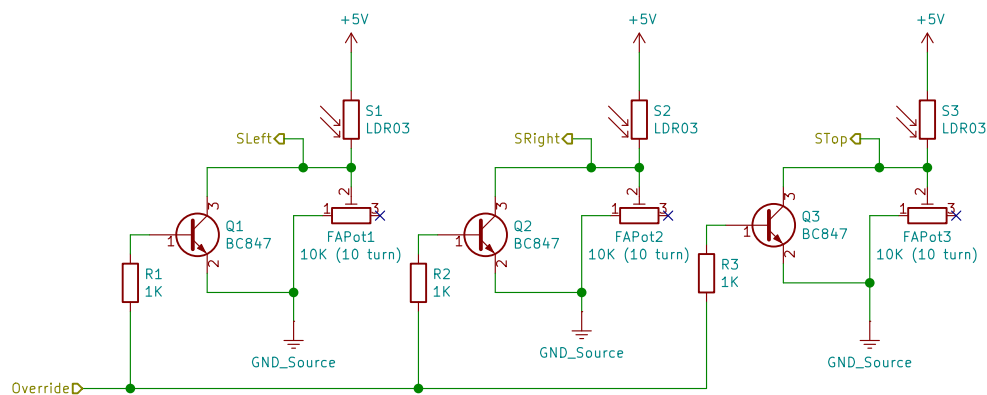 +5V
+5V
+5V
S1
LDR03
S2
LDR03
S3
LDR03
SLeft
SRight
STop
3
2
3
2
3
2
1
3
1
3
1
3
Q1
BC847
1
2
FAPot1
10K (10 turn)
Q2
BC847
1
2
FAPot2
10K (10 turn)
Q3
BC847
1
2
FAPot3
10K (10 turn)
R1
1K
R2
1K
R3
1K
GND_Source
GND_Source
GND_Source
Override